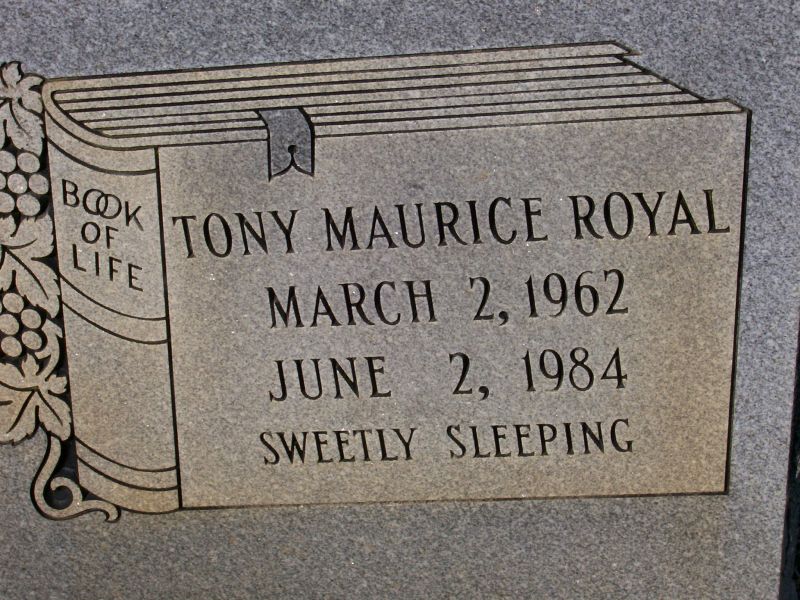 BOOK
OF
LIFE
TONY MAURICE ROYAL
MARCH 2, 1962
JUNE 2, 1984
SWEETLY SLEEPING